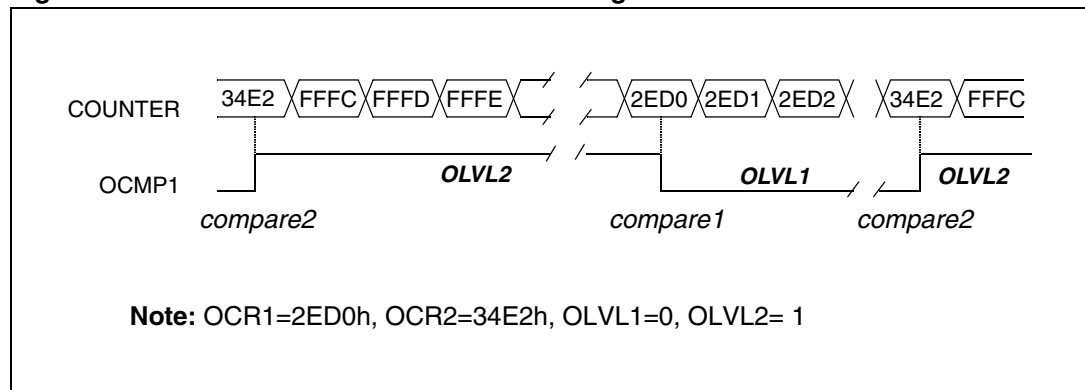 COUNTER 34E2 FFFC FFFD FFFE 2ED0 2ED1 2ED2 34E2 FFFC
OCMP1 OLVL2 OLVL1 OLVL2
compare2 compare1 compare2
Note: OCR1=2ED0h, OCR2=34E2h, OLVL1=0, OLVL2= 1